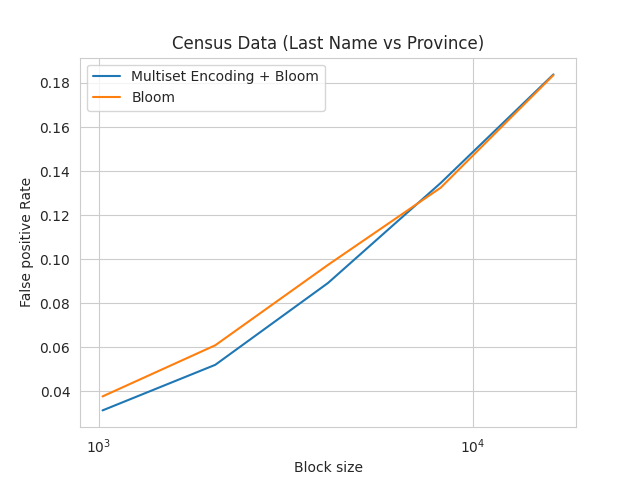 Census Data (Last Name vs Province)
Multiset Encoding + Bloom
Bloom
0.18
0.16
0.14
0.12
0.10
0.08
0.06
0.04
False positive Rate
10³
10⁴
Block size